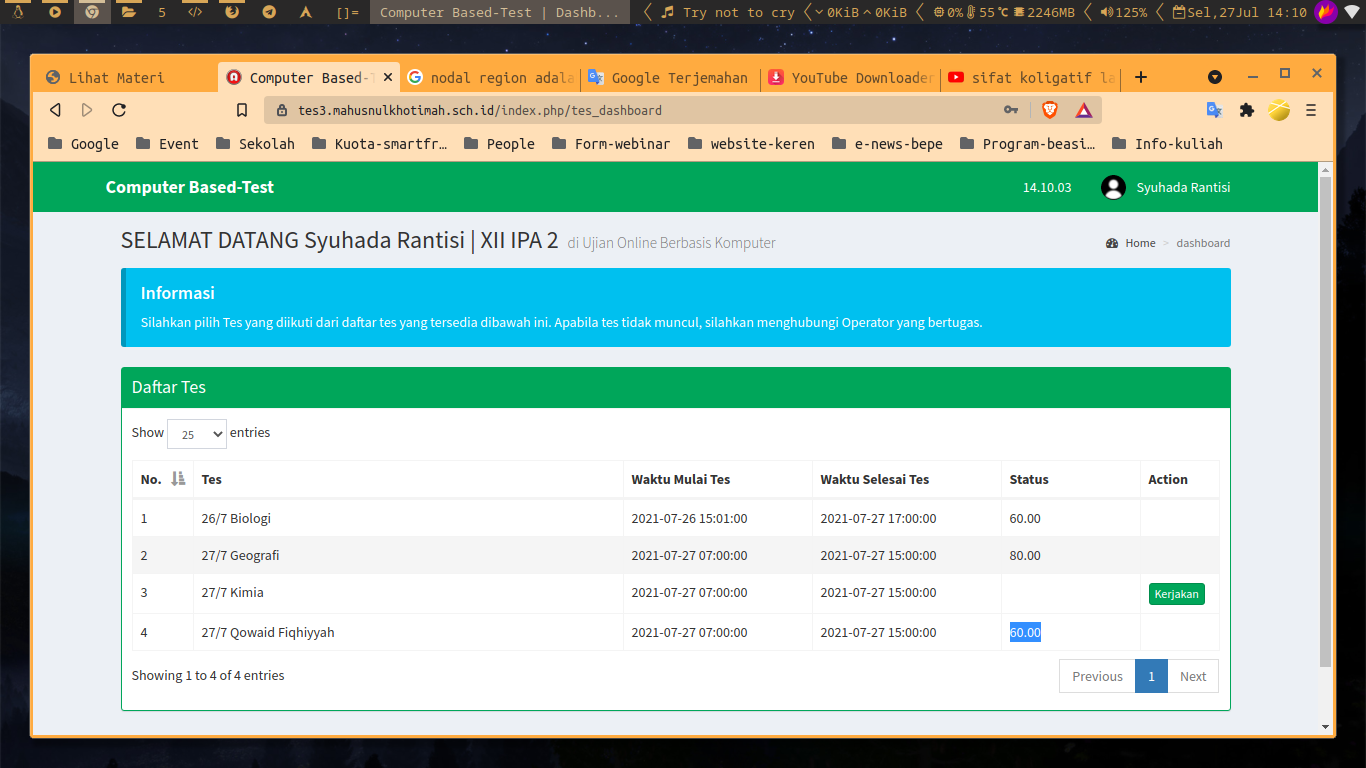 5 </> []= Computer Based-Test | Dashb... Try not to cry 0KiB 0KiB 0% 55℃ 2246MB 125% Sel,27Jul 14:10
Lihat Materi Computer Based-T nodal region adala Google Terjemahan YouTube Downloader sifat koligatif la
tes3.mahusnulkhotimah.sch.id/index.php/tes_dashboard
Google Event Sekolah Kuota-smartfr… People Form-webinar website-keren e-news-bepe Program-beasi… Info-kuliah
Computer Based-Test 14.10.03 Syuhada Rantisi
SELAMAT DATANG Syuhada Rantisi | XII IPA 2 di Ujian Online Berbasis Komputer Home > dashboard
Informasi
Silahkan pilih Tes yang diikuti dari daftar tes yang tersedia dibawah ini. Apabila tes tidak muncul, silahkan menghubungi Operator yang bertugas.
Daftar Tes
Show 25 entries
No. Tes Waktu Mulai Tes Waktu Selesai Tes Status Action
1 26/7 Biologi 2021-07-26 15:01:00 2021-07-27 17:00:00 60.00
2 27/7 Geografi 2021-07-27 07:00:00 2021-07-27 15:00:00 80.00
3 27/7 Kimia 2021-07-27 07:00:00 2021-07-27 15:00:00 Kerjakan
4 27/7 Qowaid Fiqhiyyah 2021-07-27 07:00:00 2021-07-27 15:00:00 60.00
Showing 1 to 4 of 4 entries Previous 1 Next